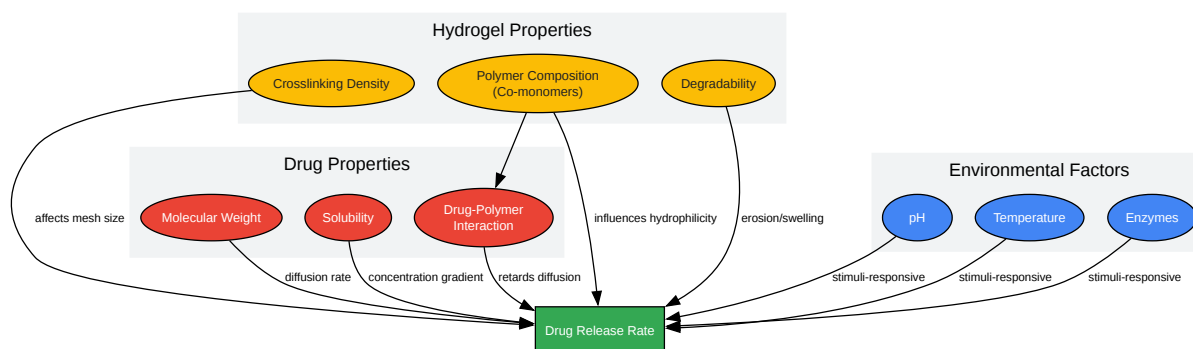 Hydrogel Properties
Crosslinking Density
Polymer Composition
(Co-monomers)
Degradability
Drug Properties
Environmental Factors
Molecular Weight
Solubility
Drug-Polymer
Interaction
pH
Temperature
Enzymes
affects mesh size
influences hydrophilicity
erosion/swelling
diffusion rate
concentration gradient
retards diffusion
stimuli-responsive
stimuli-responsive
stimuli-responsive
Drug Release Rate